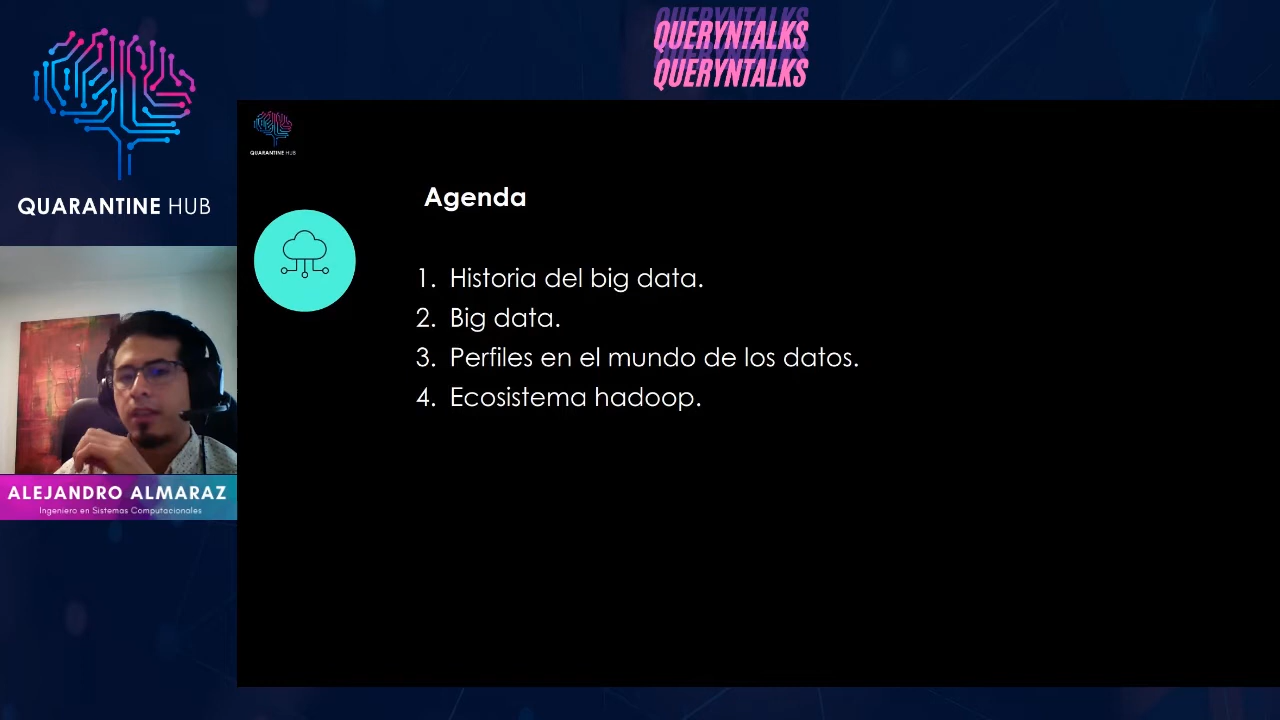 QUERYNTALKS
QUERYNTALKS
QUERYNTALKS
QUARANTINE HUB
QUARANTINE HUB
Agenda
1. Historia del big data.
2. Big data.
3. Perfiles en el mundo de los datos.
4. Ecosistema hadoop.
ALEJANDRO ALMARAZ
Ingeniero en Sistemas Computacionales